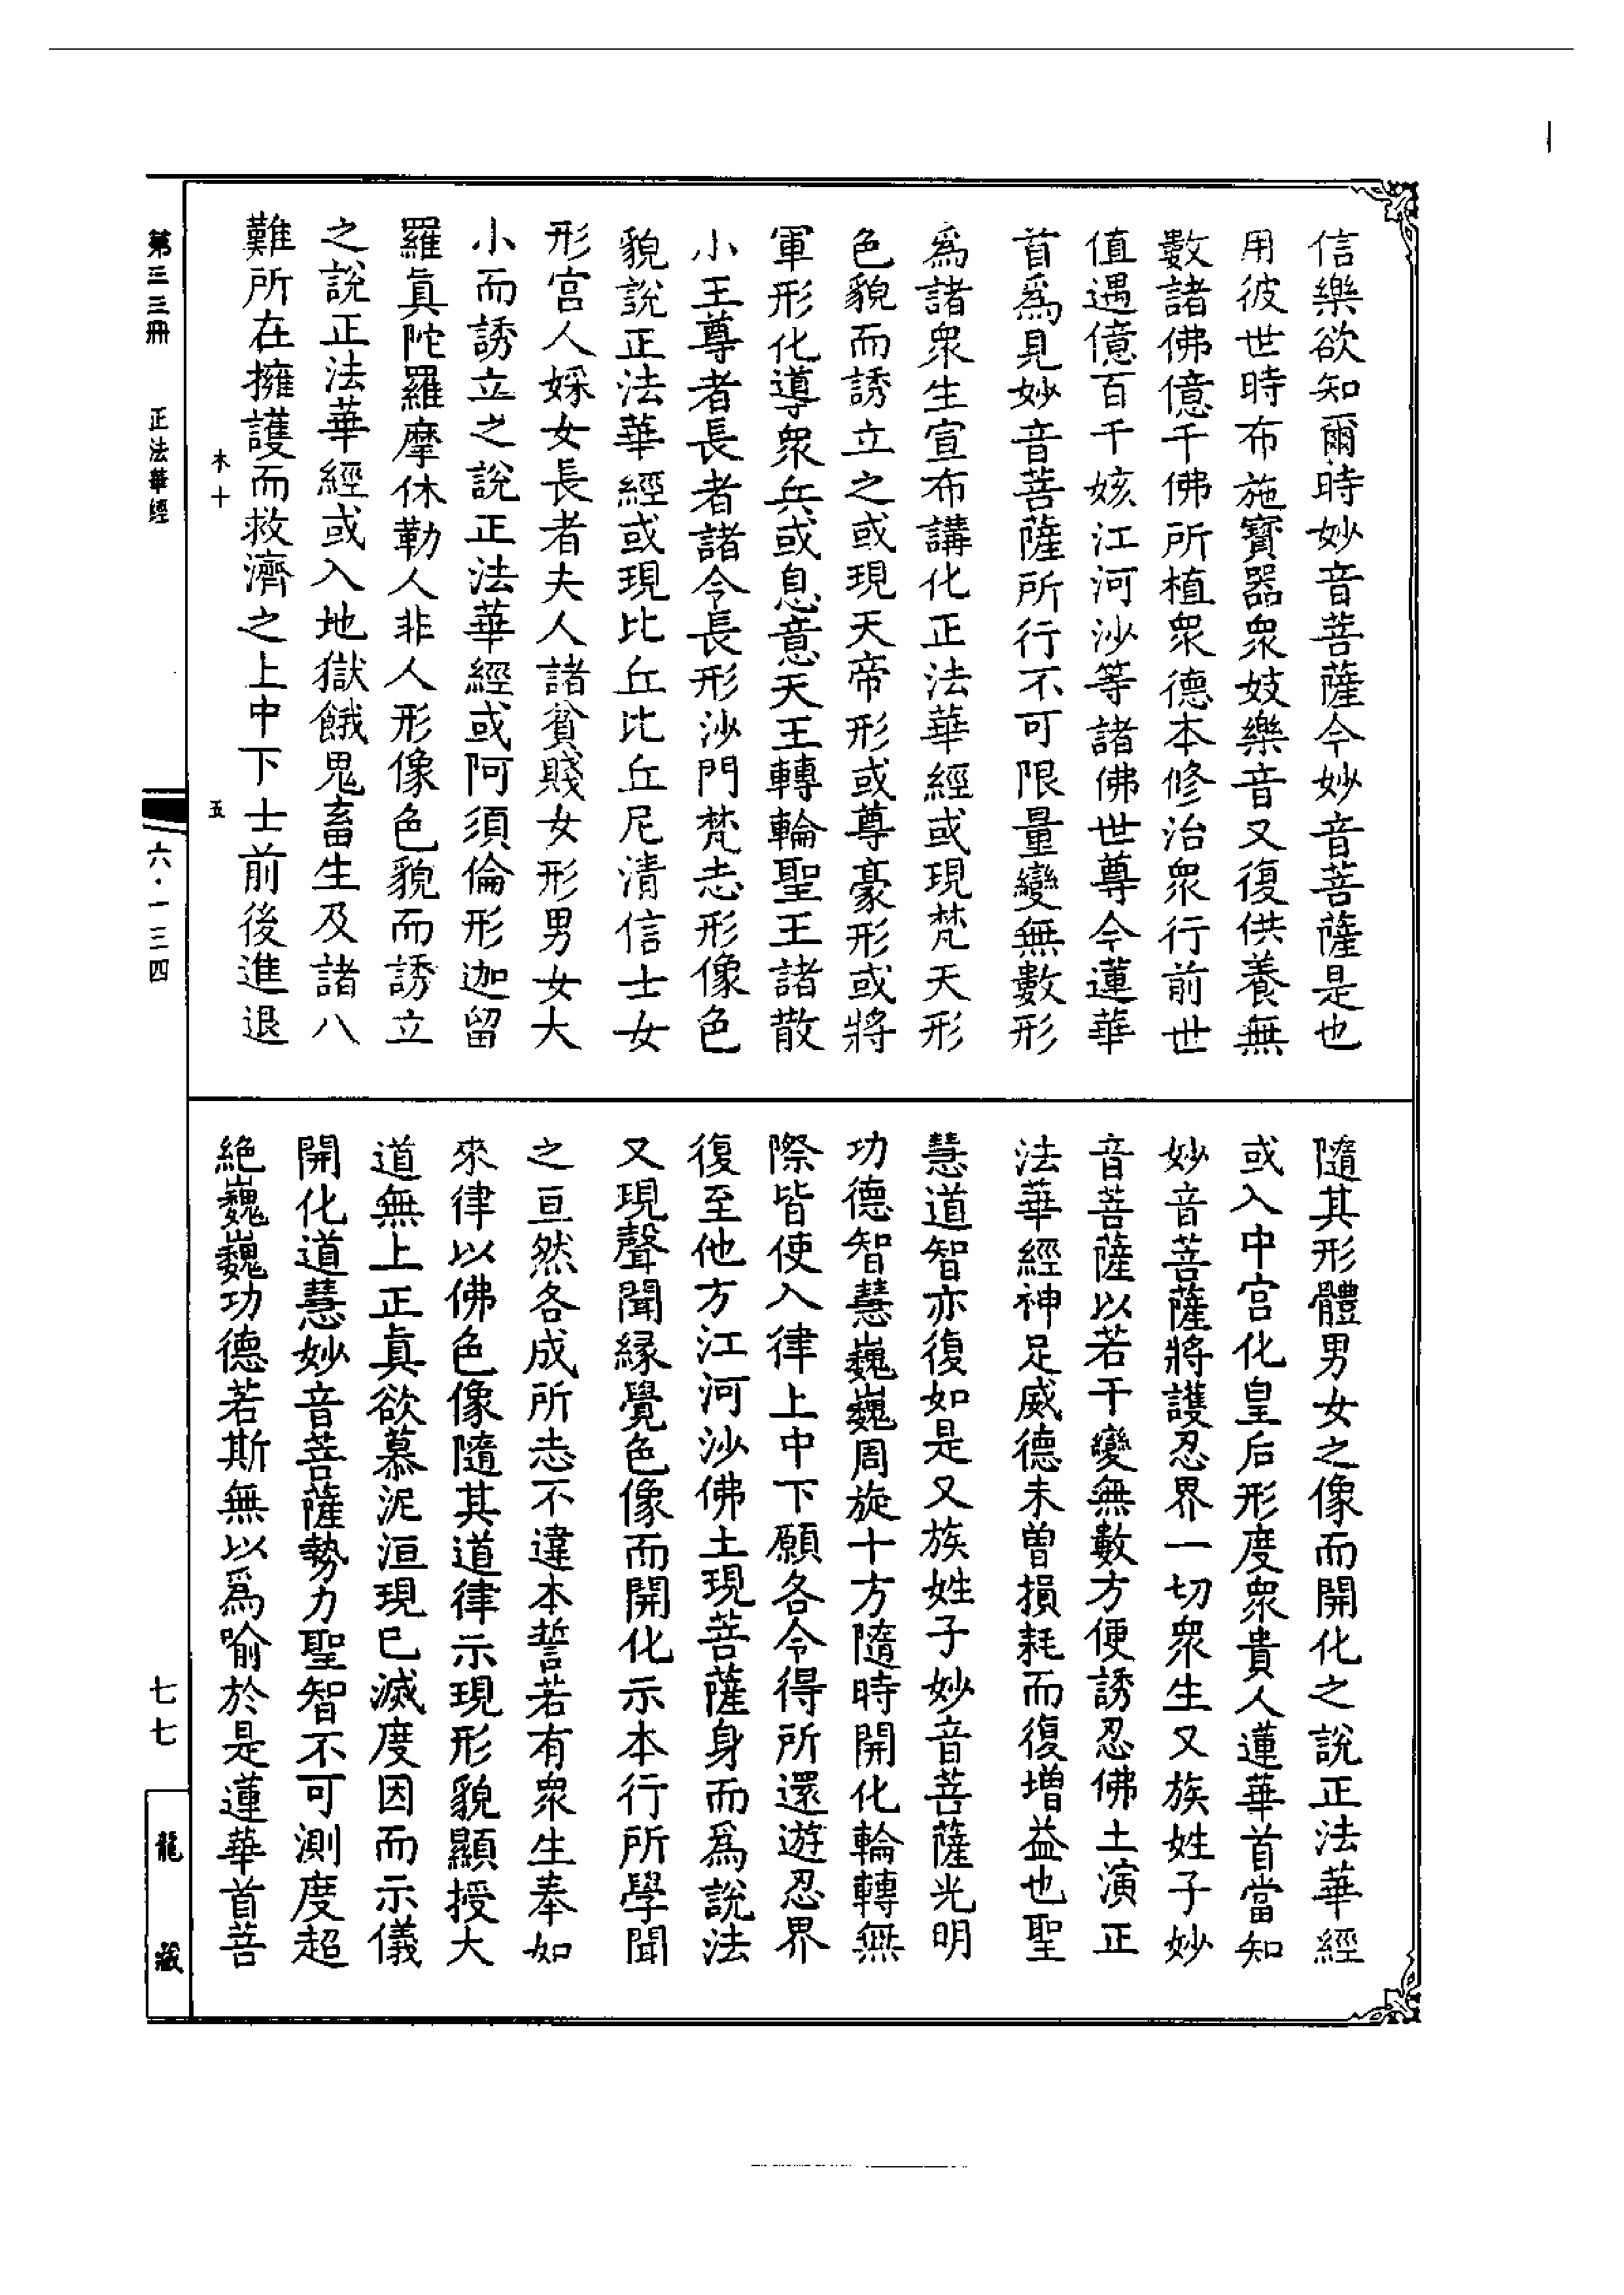 信樂欲知爾時妙音菩薩今妙音菩薩是也
用彼世時布施寶器衆妓樂音又復供養無
數諸佛億千佛所植衆德本修治衆行前世
值遇億百千姟江河沙等諸佛世尊今蓮華
首爲見妙音菩薩所行不可限量變無數形
爲諸衆生宣布講化正法華經或現梵天形
色貌而誘立之或現天帝形或尊豪形或將
軍形化導衆兵或息意天王轉輪聖王諸散
小王尊者長者諸令長形沙門梵志形像色
貌說正法華經或現比丘比丘尼清信士女
形宮人婇女長者夫人諸貧賤女形男女大
小而誘立之說正法華經或阿須倫形迦留
羅眞陀羅摩休勒人非人形像色貌而誘立
之說正法華經或入地獄餓鬼畜生及諸八
難所在擁護而救濟之上中下士前後進退
木十
五
隨其形體男女之像而開化之說正法華經
或入中宮化皇后形度衆貴人蓮華首當知
妙音菩薩將護忍界一切衆生又族姓子妙
音菩薩以若干變無數方便誘忍佛土演正
法華經神足威德未曽損耗而復增益也聖
慧道智亦復如是又族姓子妙音菩薩光明
功德智慧巍巍周旋十方隨時開化輪轉無
際皆使入律上中下願各令得所還遊忍界
復至他方江河沙佛土現菩薩身而爲說法
又現聲聞緣覺色像而開化示本行所學聞
之亘然各成所志不違本誓若有衆生奉如
來律以佛色像隨其道律示現形貌顯授大
道無上正眞欲慕泥洹現已滅度因而示儀
開化道慧妙音菩薩勢力聖智不可測度超
絕巍巍功德若斯無以爲喻於是蓮華首菩
第三三冊
正法華經
六·一三四
七七
龍藏